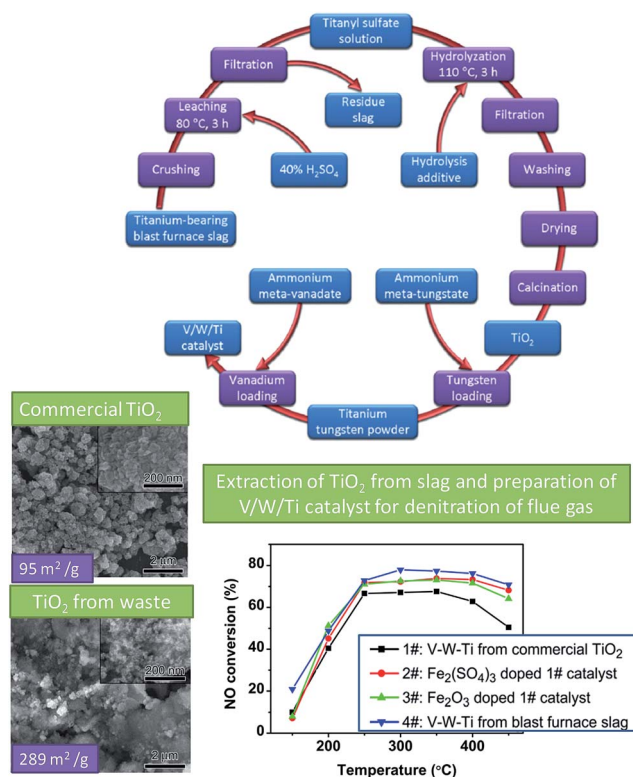 Titanyl sulfate
solution
Filtration
Hydrolyzation
110 °C, 3 h
Residue
slag
Leaching
80 °C, 3 h
Filtration
Crushing
40% H₂SO₄
Hydrolysis
additive
Washing
Titanium-bearing
blast furnace slag
Drying
Ammonium
meta-vanadate
Ammonium
meta-tungstate
Calcination
V/W/Ti
catalyst
TiO₂
Vanadium
loading
Tungsten
loading
Titanium
tungsten powder
Commercial TiO₂
200 nm
2 μm
95 m²/g
TiO₂ from waste
200 nm
2 μm
289 m²/g
Extraction of TiO₂ from slag and preparation of
V/W/Ti catalyst for denitration of flue gas
NO conversion (%)
80
60
40
20
0
1#: V-W-Ti from commercial TiO₂
2#: Fe₂(SO₄)₃ doped 1# catalyst
3#: Fe₂O₃ doped 1# catalyst
4#: V-W-Ti from blast furnace slag
200 250 300 350 400 450
Temperature (°C)